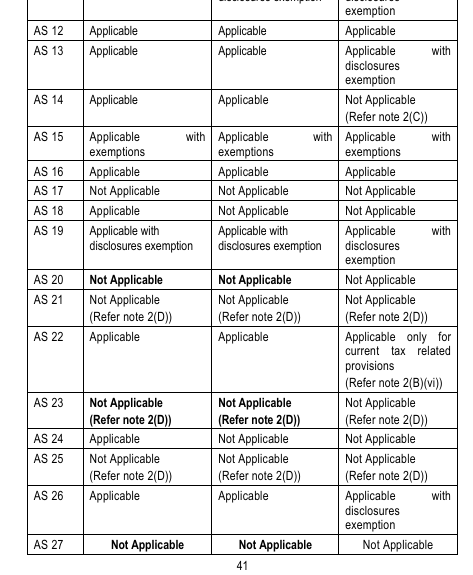 disclosures exemption disclosures
exemption
AS 12 Applicable Applicable Applicable
AS 13 Applicable Applicable Applicable with
disclosures
exemption
AS 14 Applicable Applicable Not Applicable
(Refer note 2(C))
AS 15 Applicable with Applicable with Applicable with
exemptions exemptions exemptions
AS 16 Applicable Applicable Applicable
AS 17 Not Applicable Not Applicable Not Applicable
AS 18 Applicable Not Applicable Not Applicable
AS 19 Applicable with Applicable with Applicable with
disclosures exemption disclosures exemption disclosures
exemption
AS 20 Not Applicable Not Applicable Not Applicable
AS 21 Not Applicable Not Applicable Not Applicable
(Refer note 2(D)) (Refer note 2(D)) (Refer note 2(D))
AS 22 Applicable Applicable Applicable only for
current tax related
provisions
(Refer note 2(B)(vi))
AS 23 Not Applicable Not Applicable Not Applicable
(Refer note 2(D)) (Refer note 2(D)) (Refer note 2(D))
AS 24 Applicable Not Applicable Not Applicable
AS 25 Not Applicable Not Applicable Not Applicable
(Refer note 2(D)) (Refer note 2(D)) (Refer note 2(D))
AS 26 Applicable Applicable Applicable with
disclosures
exemption
AS 27 Not Applicable Not Applicable Not Applicable
41